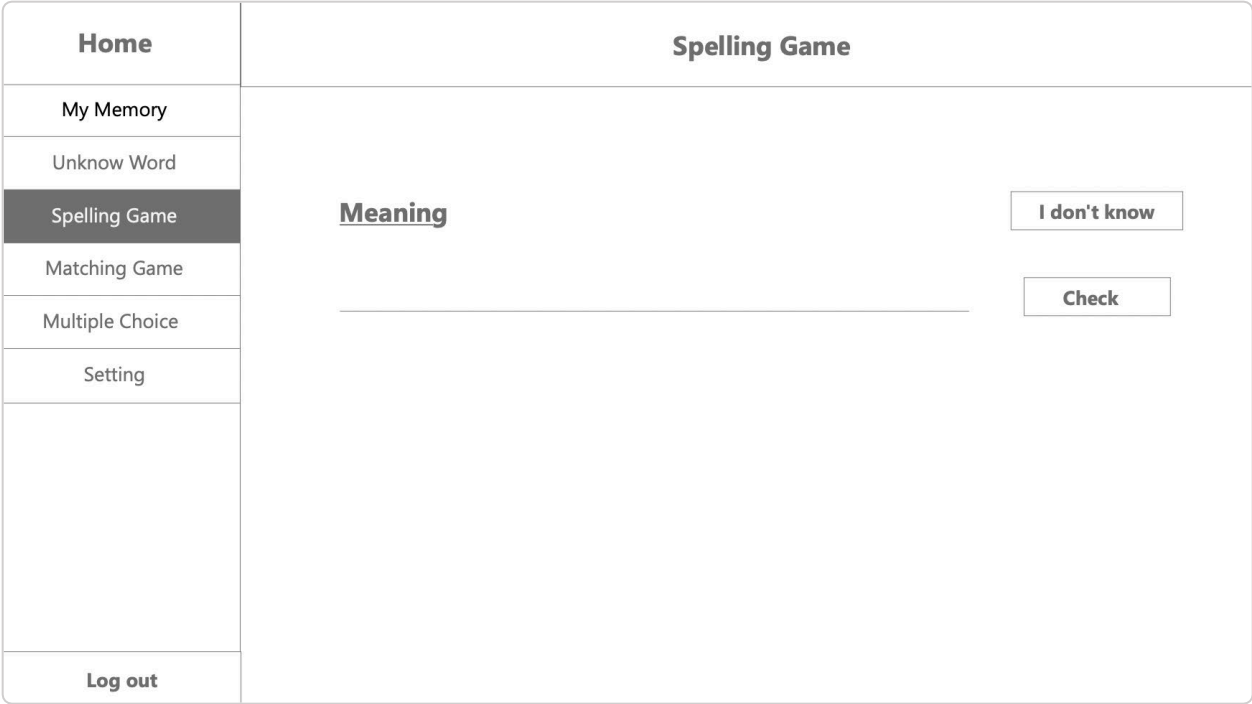 Home
Spelling Game
My Memory
Unknow Word
Spelling Game
Matching Game
Multiple Choice
Setting
Log out
Meaning
I don't know
Check